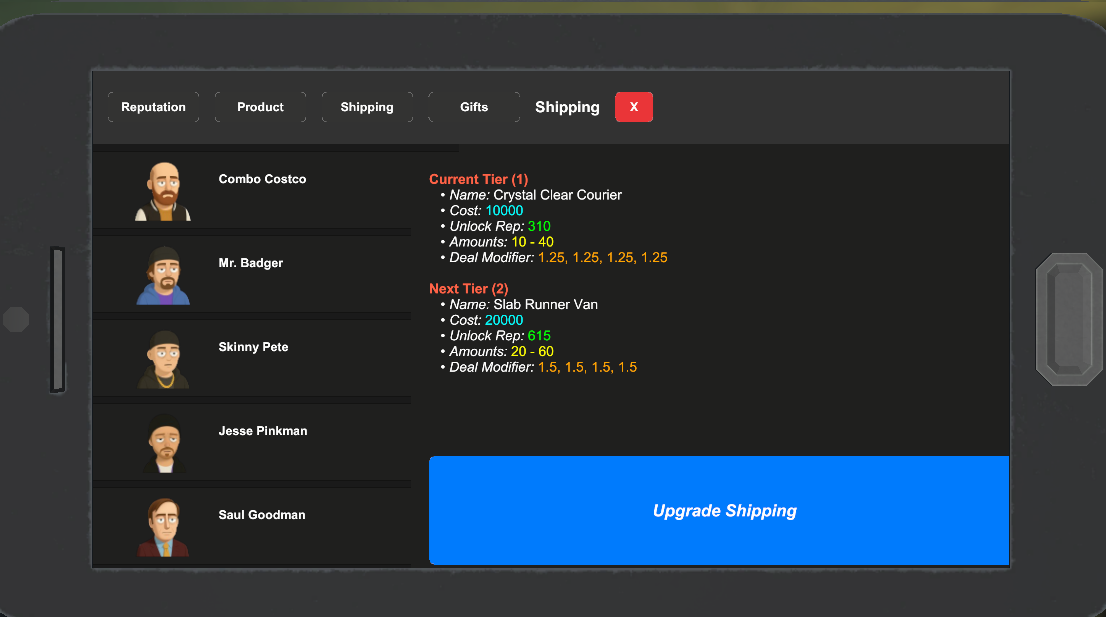 Reputation Product Shipping Gifts Shipping X
Combo Costco
Mr. Badger
Skinny Pete
Jesse Pinkman
Saul Goodman
Current Tier (1)
• Name: Crystal Clear Courier
• Cost: 10000
• Unlock Rep: 310
• Amounts: 10 - 40
• Deal Modifier: 1.25, 1.25, 1.25, 1.25
Next Tier (2)
• Name: Slab Runner Van
• Cost: 20000
• Unlock Rep: 615
• Amounts: 20 - 60
• Deal Modifier: 1.5, 1.5, 1.5, 1.5
Upgrade Shipping